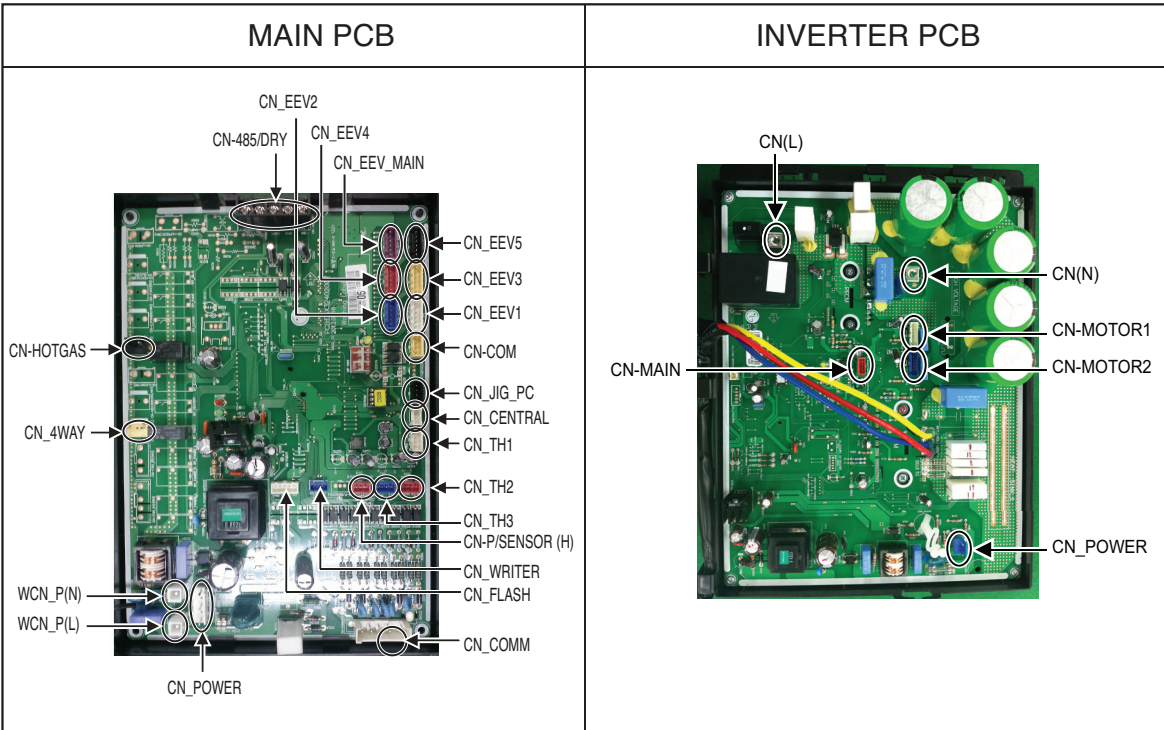 MAIN PCB
INVERTER PCB
CN_EEV2
CN-485/DRY
CN_EEV4
CN_EEV_MAIN
CN_EEV5
CN_EEV3
CN_EEV1
CN-COM
CN-HOTGAS
CN_JIG_PC
CN_CENTRAL
CN_4WAY
CN_TH1
CN_TH2
CN_TH3
CN-P/SENSOR (H)
CN_WRITER
CN_FLASH
WCN_P(N)
WCN_P(L)
CN_COMM
CN_POWER
CN(L)
CN(N)
CN-MOTOR1
CN-MAIN
CN-MOTOR2
CN_POWER